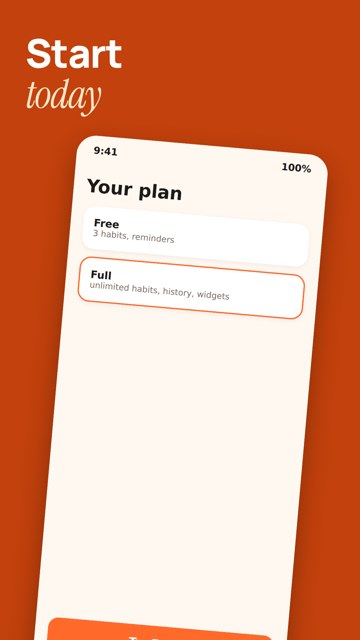 Start
today
9:41
100%
Your plan
Free
3 habits, reminders
Full
unlimited habits, history, widgets